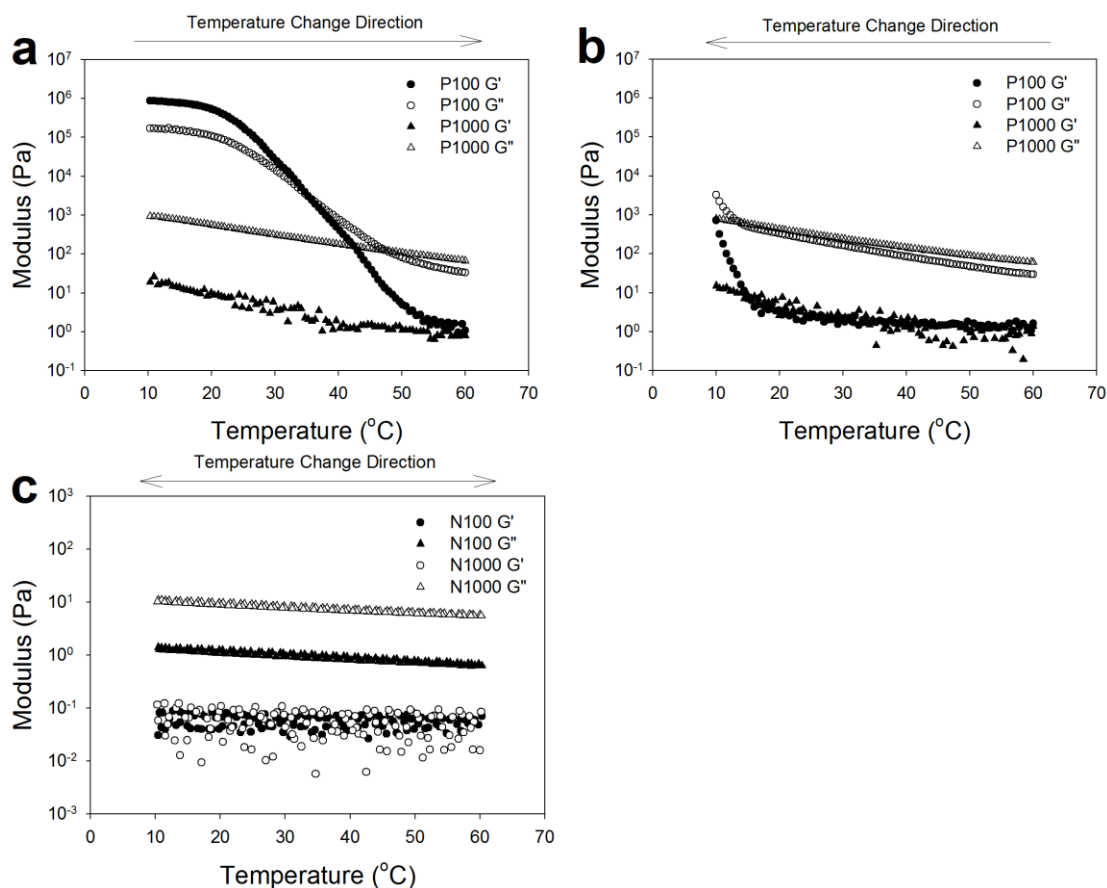 Temperature Change Direction
a
Modulus (Pa)
10⁷
10⁶
10⁵
10⁴
10³
10²
10¹
10⁰
10⁻¹
P100 G'
P100 G"
P1000 G'
P1000 G"
0 10 20 30 40 50 60 70
Temperature (°C)
Temperature Change Direction
b
Modulus (Pa)
10⁷
10⁶
10⁵
10⁴
10³
10²
10¹
10⁰
10⁻¹
P100 G'
P100 G"
P1000 G'
P1000 G"
0 10 20 30 40 50 60 70
Temperature (°C)
Temperature Change Direction
c
Modulus (Pa)
10³
10²
10¹
10⁰
10⁻¹
10⁻²
10⁻³
N100 G'
N100 G"
N1000 G'
N1000 G"
0 10 20 30 40 50 60 70
Temperature (°C)